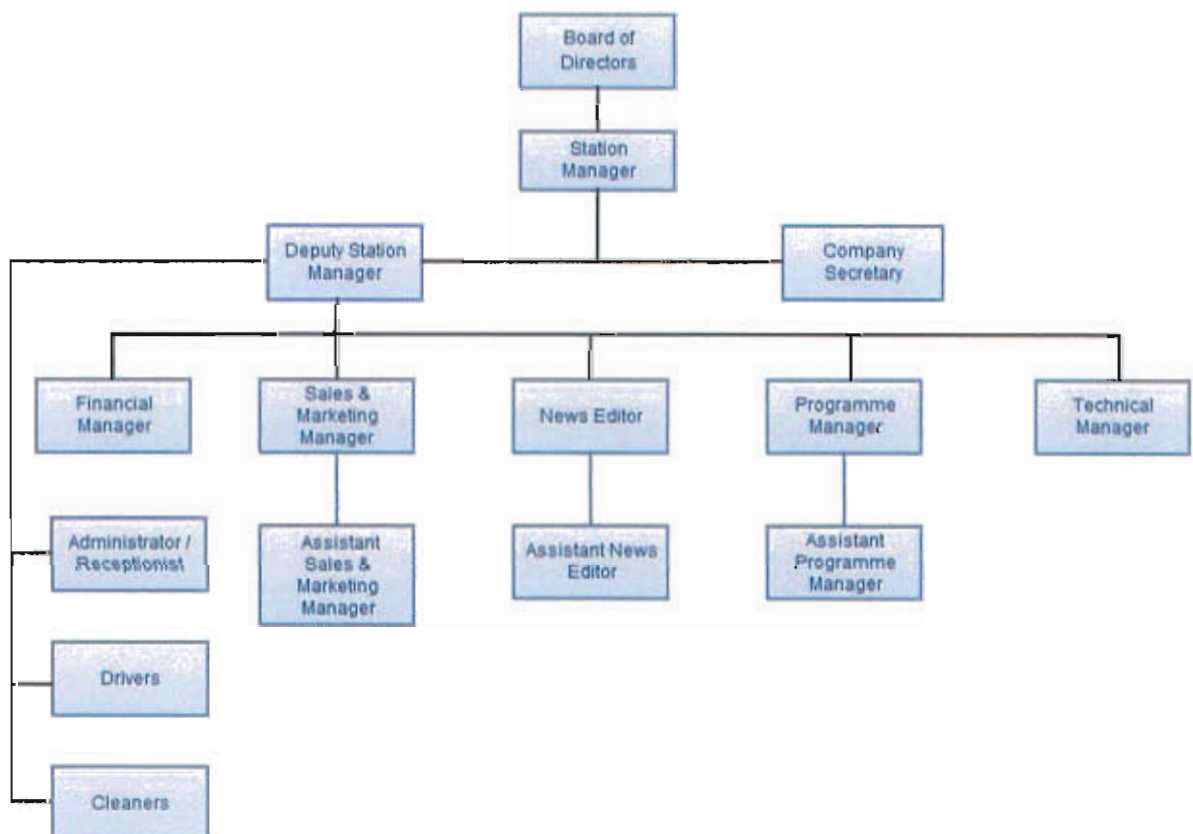 Board of
Directors
Station
Manager
Deputy Station
Manager
Company
Secretary
Financial
Manager
Sales &
Marketing
Manager
News Editor
Programme
Manager
Technical
Manager
Administrator /
Receptionist
Assistant
Sales &
Marketing
Manager
Assistant News
Editor
Assistant
Programme
Manager
Drivers
Cleaners